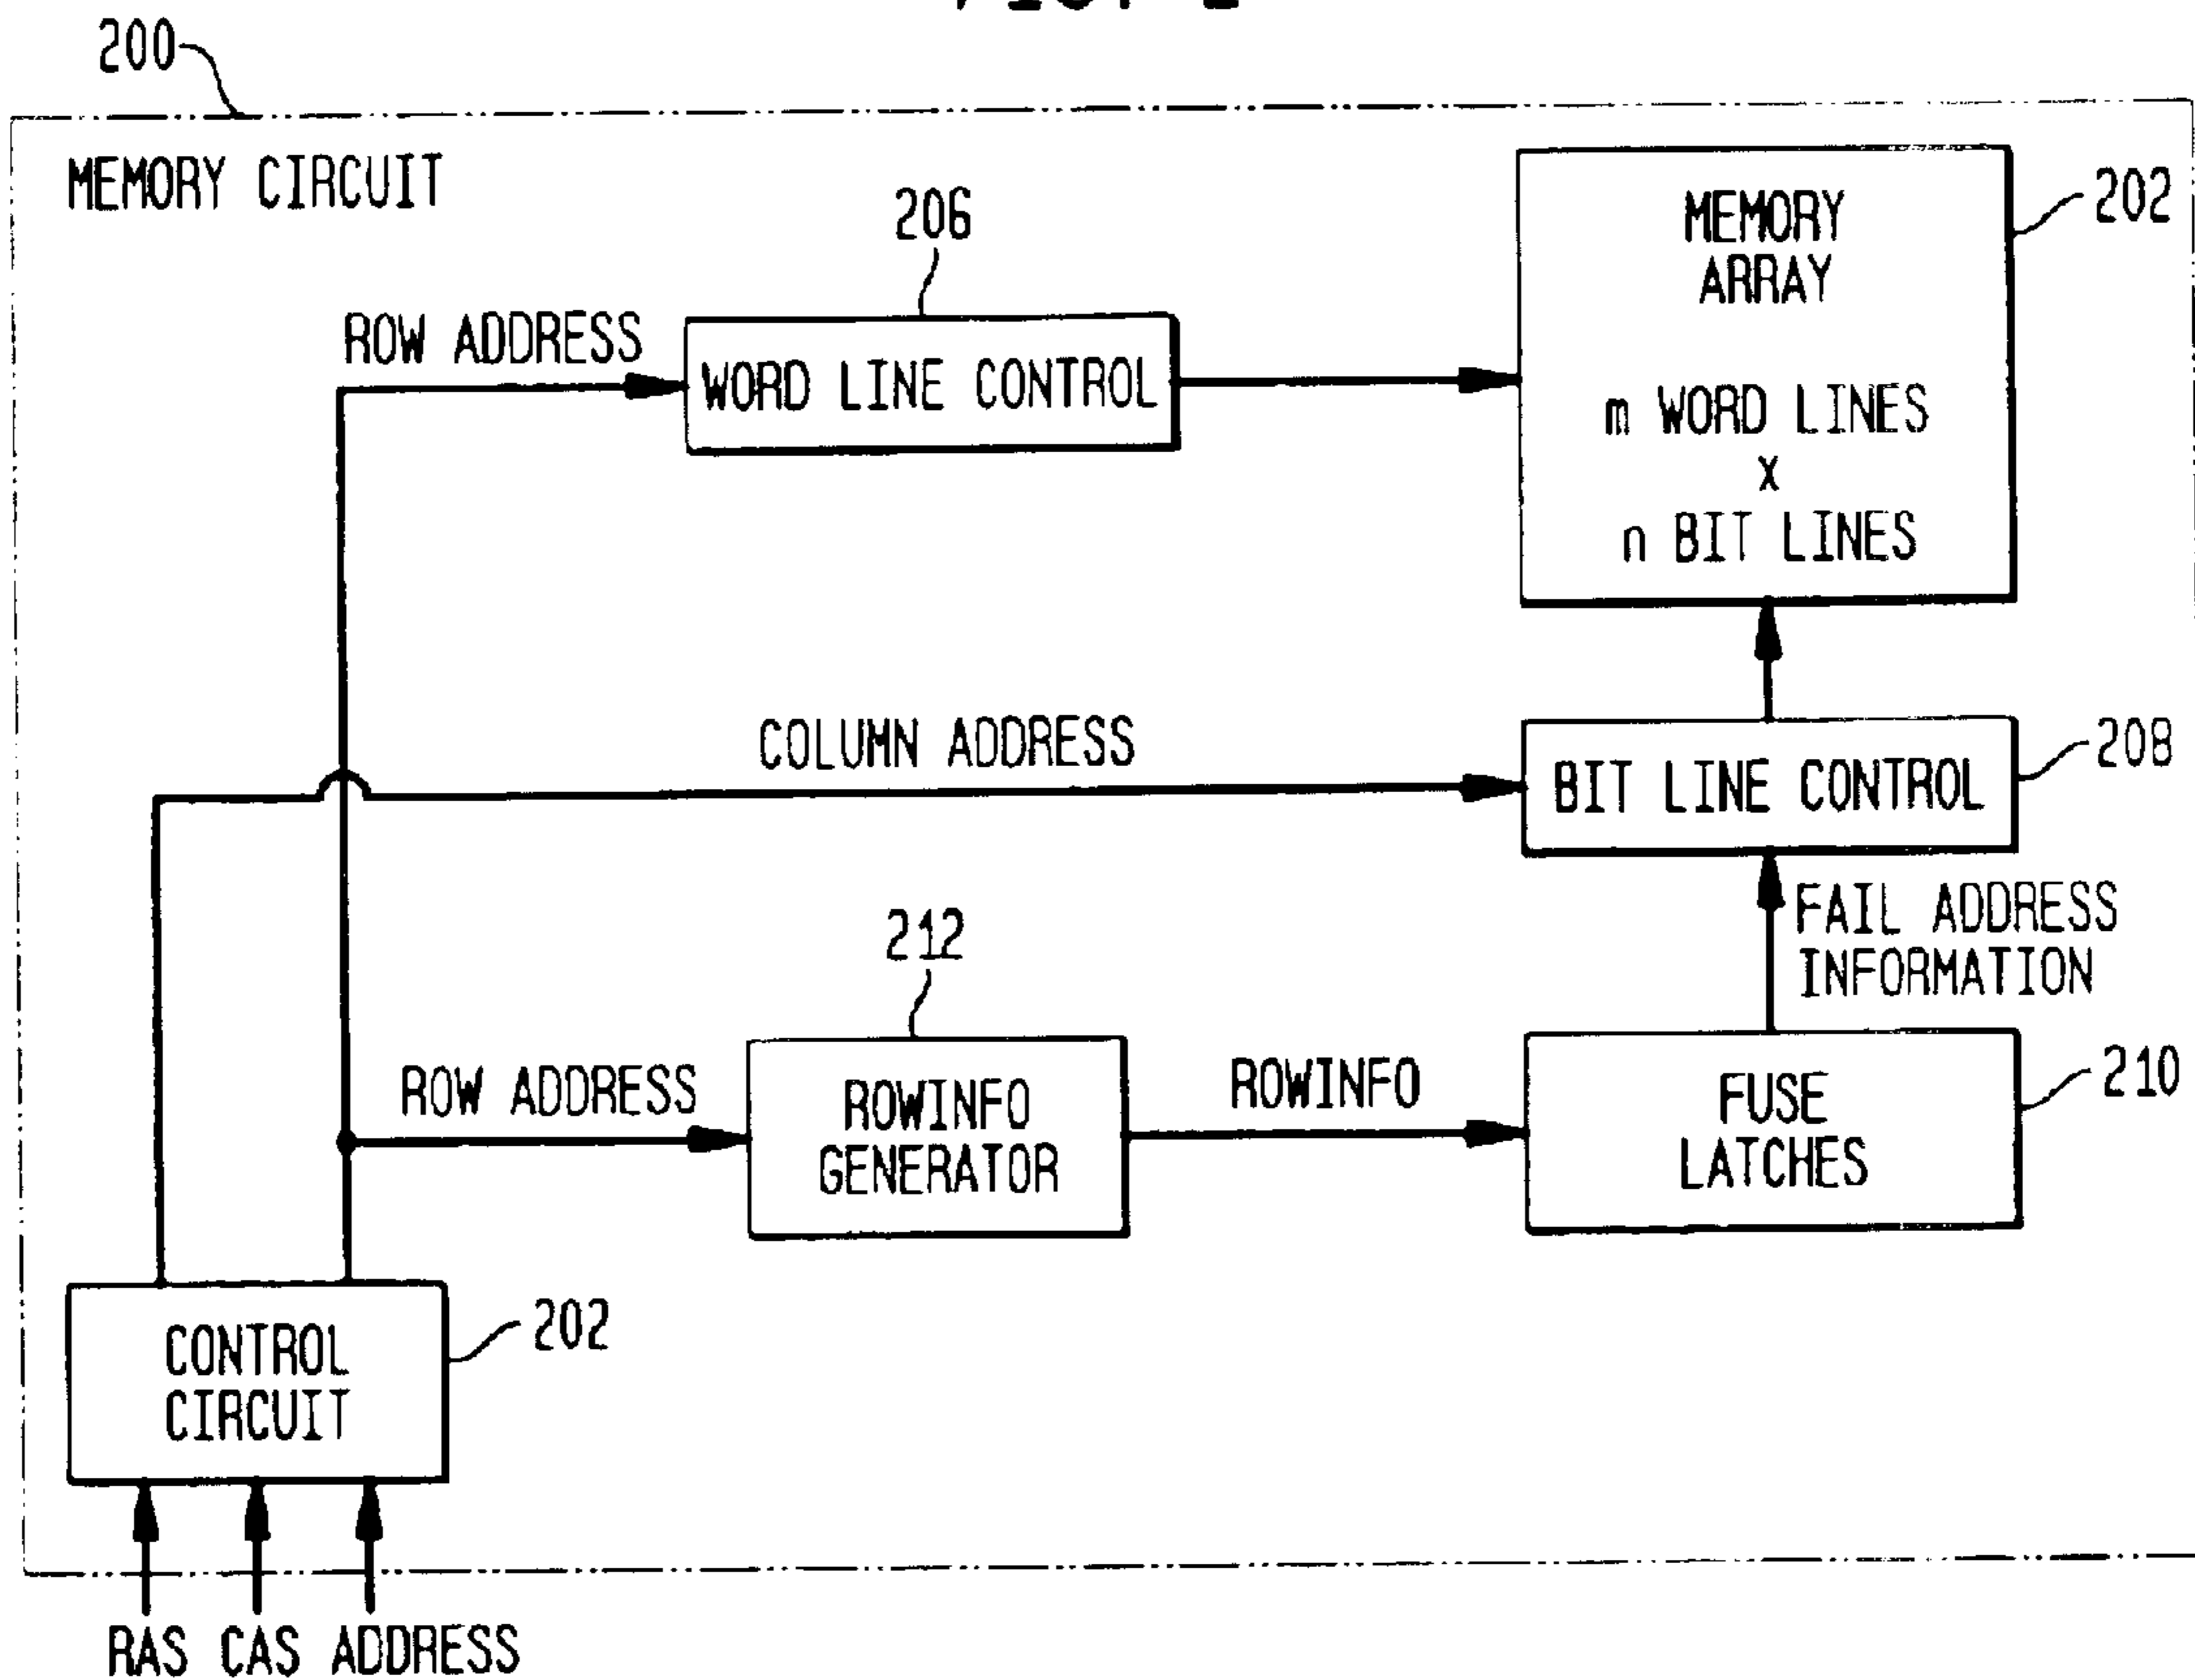 200
MEMORY CIRCUIT
206
MEMORY
ARRAY
m WORD LINES
X
n BIT LINES
202
ROW ADDRESS
WORD LINE CONTROL
COLUMN ADDRESS
BIT LINE CONTROL
208
FAIL ADDRESS
INFORMATION
212
ROW ADDRESS
ROWINFO
GENERATOR
ROWINFO
FUSE
LATCHES
210
CONTROL
CIRCUIT
202
RAS CAS ADDRESS